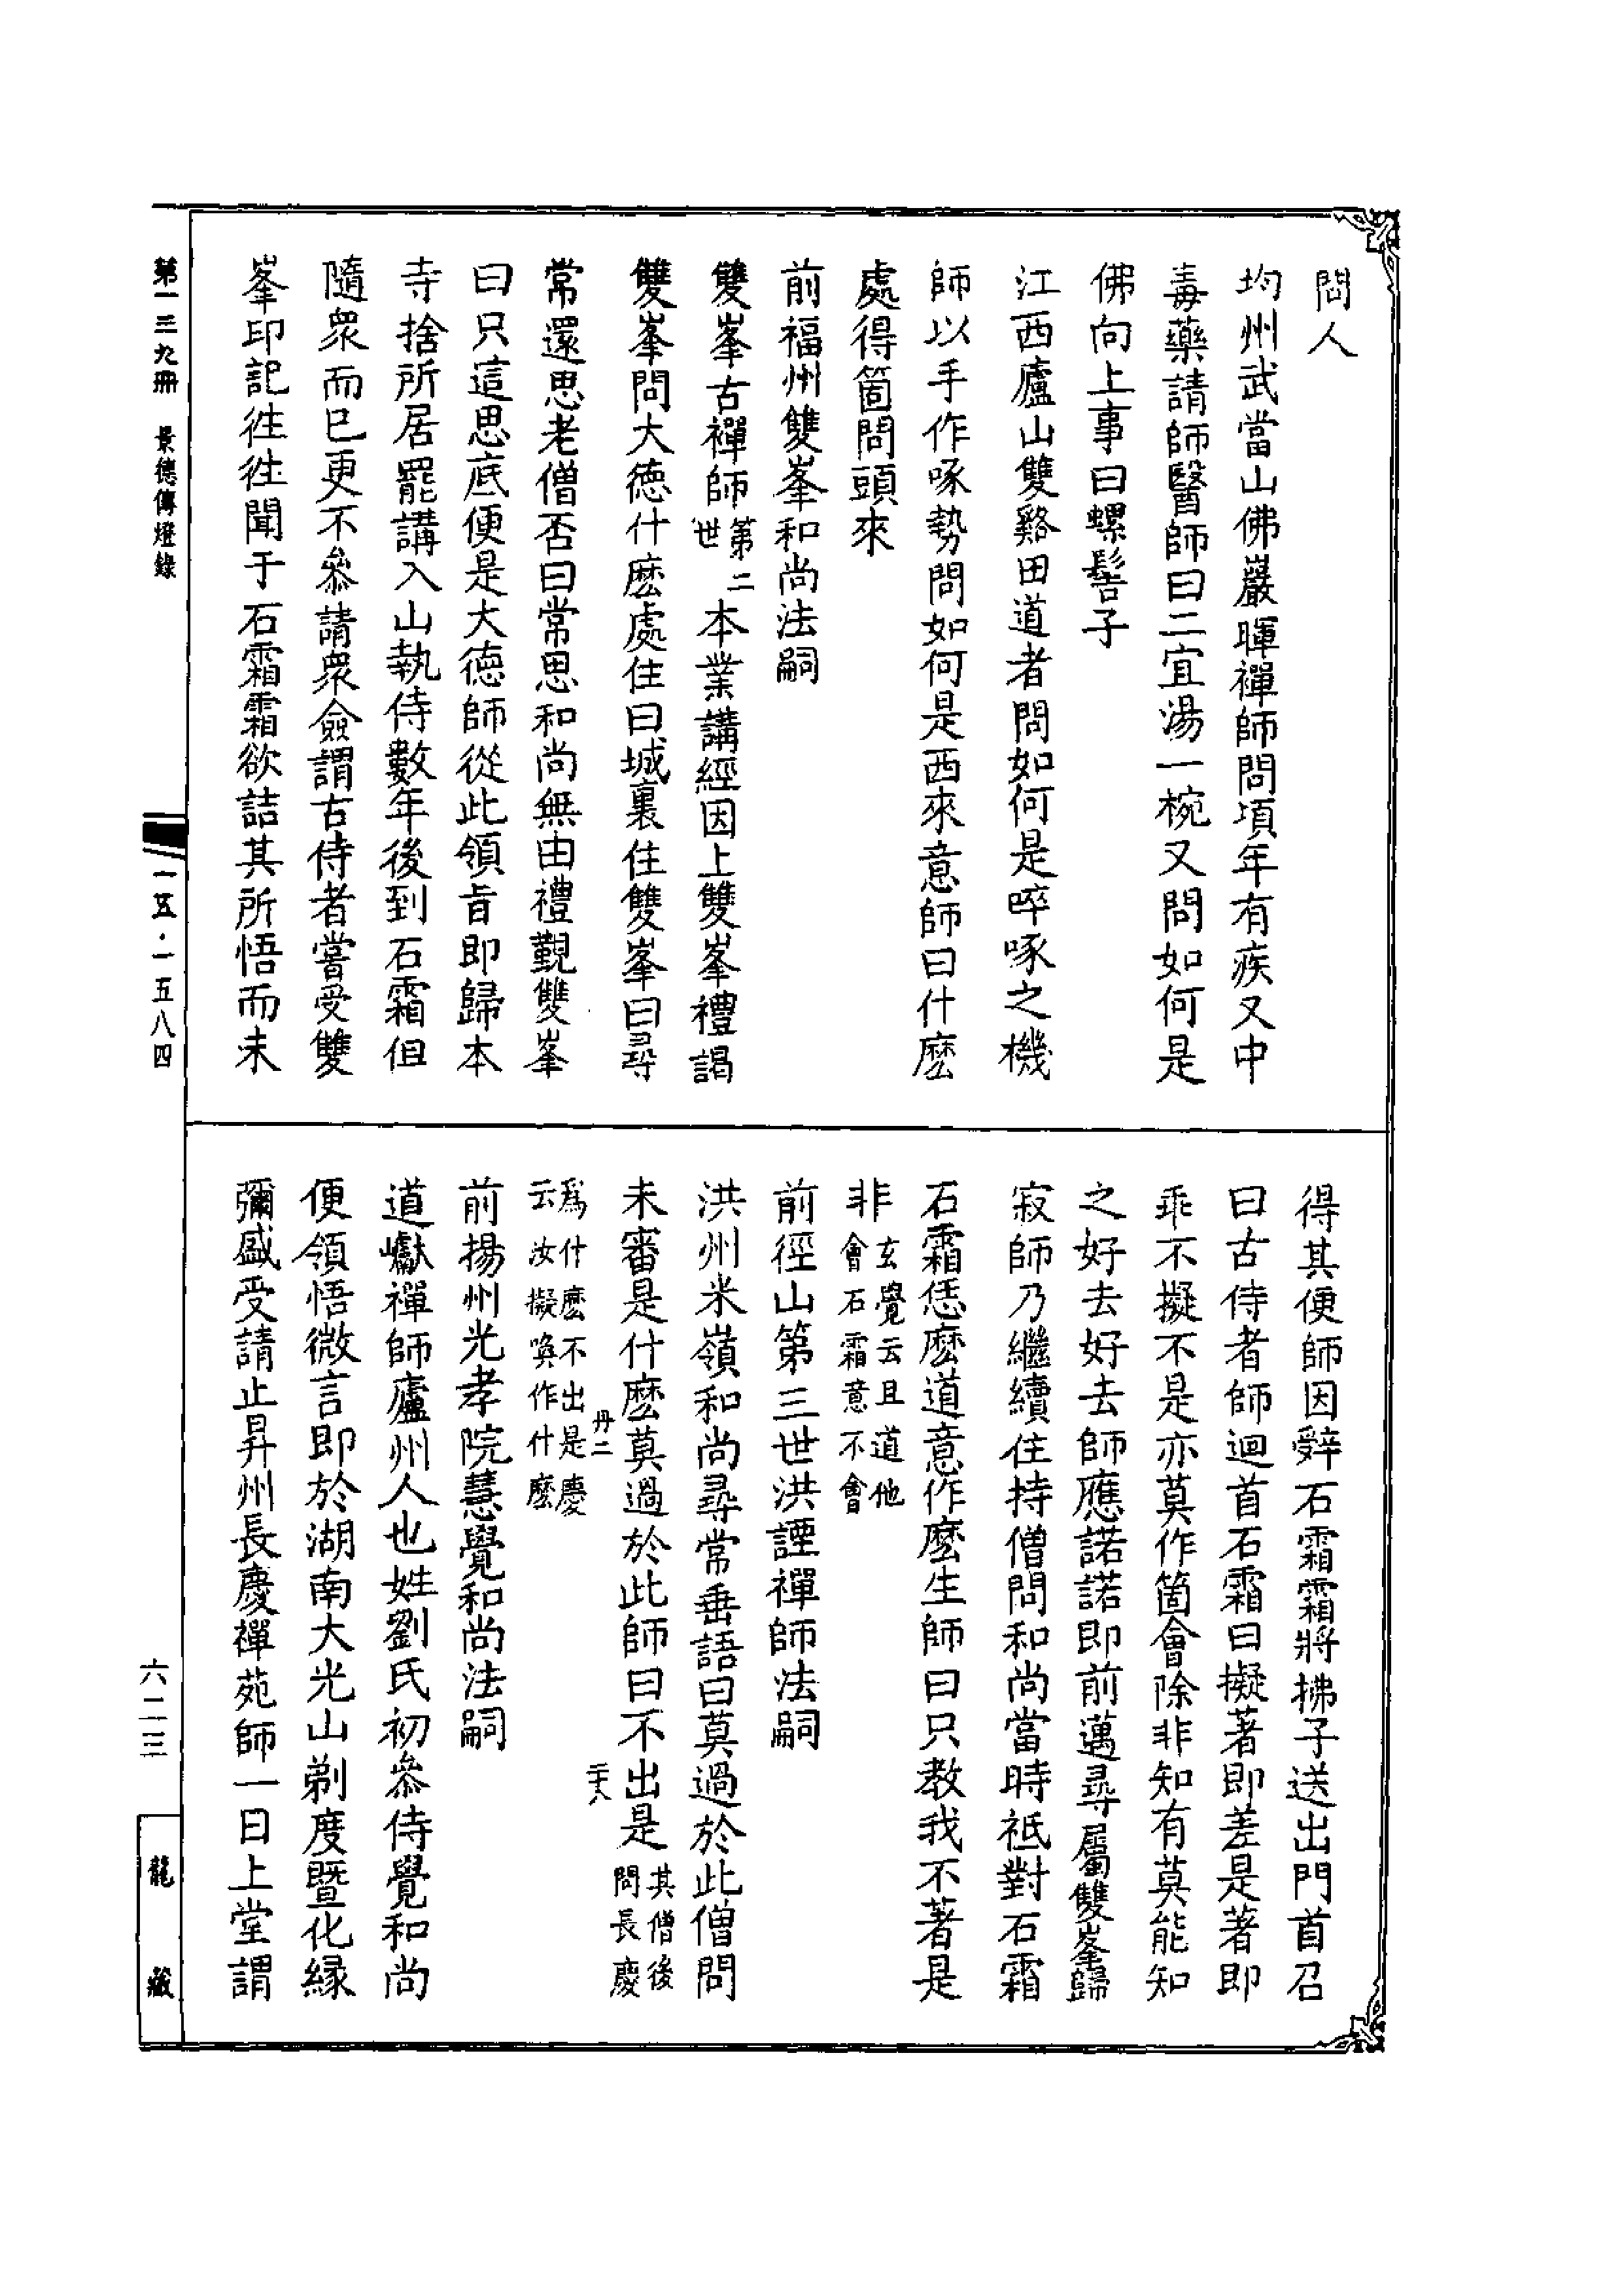 問人
均州武當山佛巖暉禪師問項年有疾又中
毒藥請師醫師曰二宜湯一椀又問如何是
佛向上事曰螺髻子
江西廬山雙谿田道者問如何是啐啄之機
師以手作啄勢問如何是西來意師曰什麽
處得箇問頭來
前福州雙峯和尚法嗣
雙峯古禪師第二世本業講經因上雙峯禮謁
雙峯問大德什麽處住曰城裏住雙峯曰尋
常還思老僧否曰常思和尚無由禮覲雙峯
曰只這思底便是大德師從此領旨即歸本
寺捨所居罷講入山執侍數年後到石霜但
隨衆而已更不參請衆僉謂古侍者嘗受雙
峯印記往往聞于石霜霜欲詰其所悟而未
得其便師因辭石霜霜將拂子送出門首召
曰古侍者師迴首石霜曰擬著即差是著即
乖不擬不是亦莫作箇會除非知有莫能知
之好去好去師應諾諾即前邁尋屬雙峯歸
寂師乃繼續住持僧問和尚當時祗對石霜
石霜恁麽道意作麽生師曰只教我不著是
非玄覺云且道他會石霜意不會
前徑山第三世洪諲禪師法嗣
洪州米嶺和尚尋常垂語曰莫過於此僧問
未審是什麽莫過於此師曰不出是其僧後問長慶
為什麽不出是慶云汝擬喚作什麽
丹二
前揚州光孝院慧覺和尚法嗣
道巘禪師廬州人也姓劉氏初參侍覺和尚
便領悟微言即於湖南大光山剃度暨化緣
彌盛受請止昇州長慶禪苑師一日上堂謂
第一三九冊 景德傳燈錄
一五·一五八四
六二三
龍藏